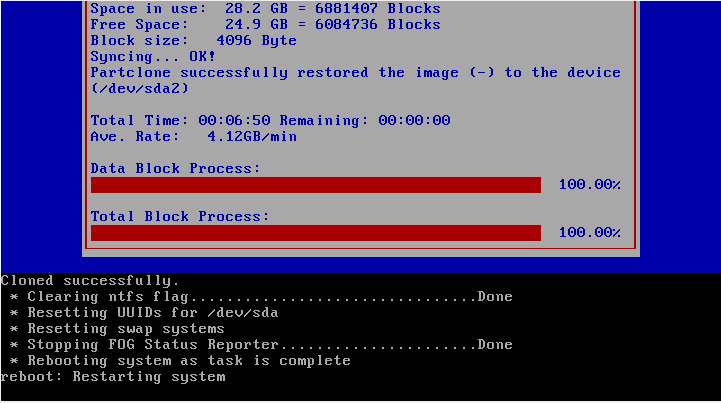 Space in use:  28.2 GB = 6881407 Blocks
Free Space:    24.9 GB = 6084736 Blocks
Block size:   4096 Byte
Syncing... OK!
Partclone successfully restored the image (-) to the device
(/dev/sda2)
Total Time: 00:06:50 Remaining: 00:00:00
Ave. Rate:   4.12GB/min
Data Block Process:
100.00%
Total Block Process:
100.00%
Cloned successfully.
* Clearing ntfs flag................................Done
* Resetting UUIDs for /dev/sda
* Resetting swap systems
* Stopping FOG Status Reporter......................Done
* Rebooting system as task is complete
reboot: Restarting system